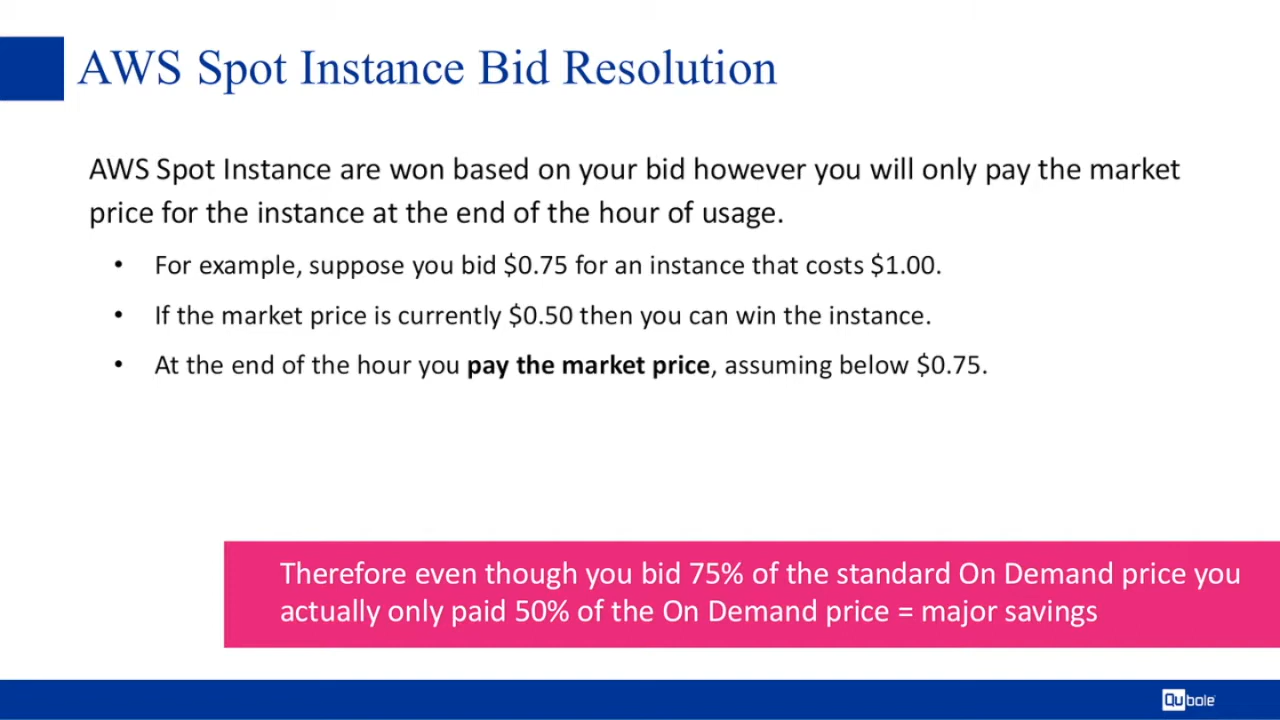 AWS Spot Instance Bid Resolution
AWS Spot Instance are won based on your bid however you will only pay the market
price for the instance at the end of the hour of usage.
• For example, suppose you bid $0.75 for an instance that costs $1.00.
• If the market price is currently $0.50 then you can win the instance.
• At the end of the hour you pay the market price, assuming below $0.75.
Therefore even though you bid 75% of the standard On Demand price you
actually only paid 50% of the On Demand price = major savings
Qubole